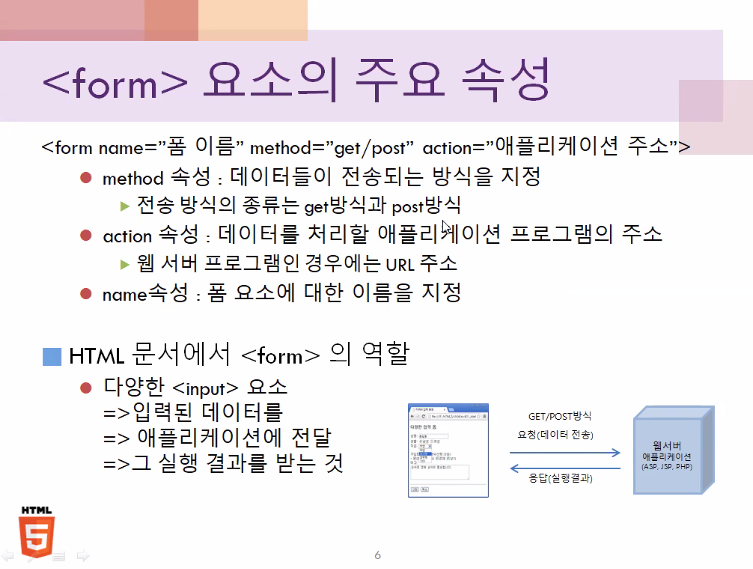 <form> 요소의 주요 속성
<form name=”폼 이름” method=”get/post” action=”애플리케이션 주소”>
method 속성 : 데이터들이 전송되는 방식을 지정
전송 방식의 종류는 get방식과 post방식
action 속성 : 데이터를 처리할 애플리케이션 프로그램의 주소
웹 서버 프로그램인 경우에는 URL 주소
name속성 : 폼 요소에 대한 이름을 지정
HTML 문서에서 <form> 의 역할
다양한 <input> 요소
=>입력된 데이터를
=> 애플리케이션에 전달
=>그 실행 결과를 받는 것
GET/POST방식
요청(데이터 전송)
응답(실행결과)
웹서버
애플리케이션
(ASP, JSP, PHP)
HTML
5
6